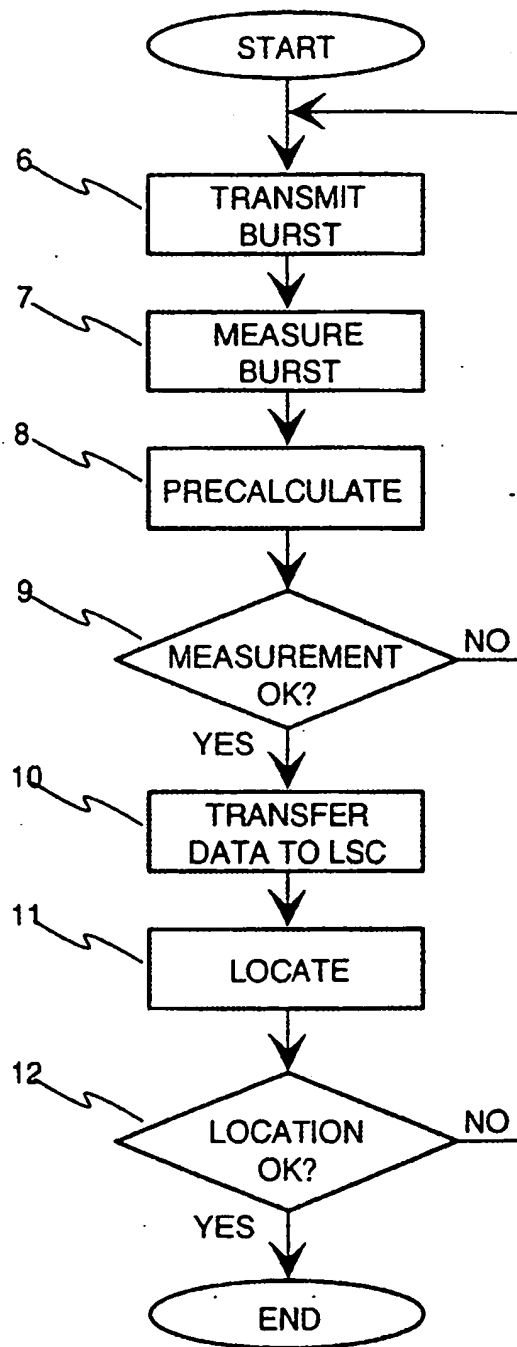 START
6
TRANSMIT
BURST
7
MEASURE
BURST
8
PRECALCULATE
9
MEASUREMENT
OK?
NO
YES
10
TRANSFER
DATA TO LSC
11
LOCATE
12
LOCATION
OK?
NO
YES
END